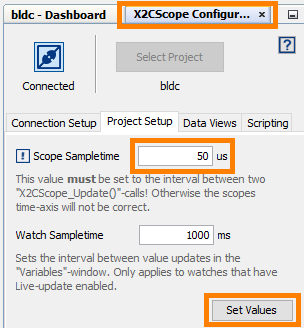 bldc - Dashboard X2CScope Configur... ×
Select Project
Connected bldc
Connection Setup Project Setup Data Views Scripting
Scope Sampletime 50 us
This value must be set to the interval between two
"X2CScope_Update()"-calls! Otherwise the scopes
time-axis will not be correct.
Watch Sampletime 1000 ms
Sets the interval between value updates in the
"Variables"-window. Only applies to watches that have
Live-update enabled.
Set Values